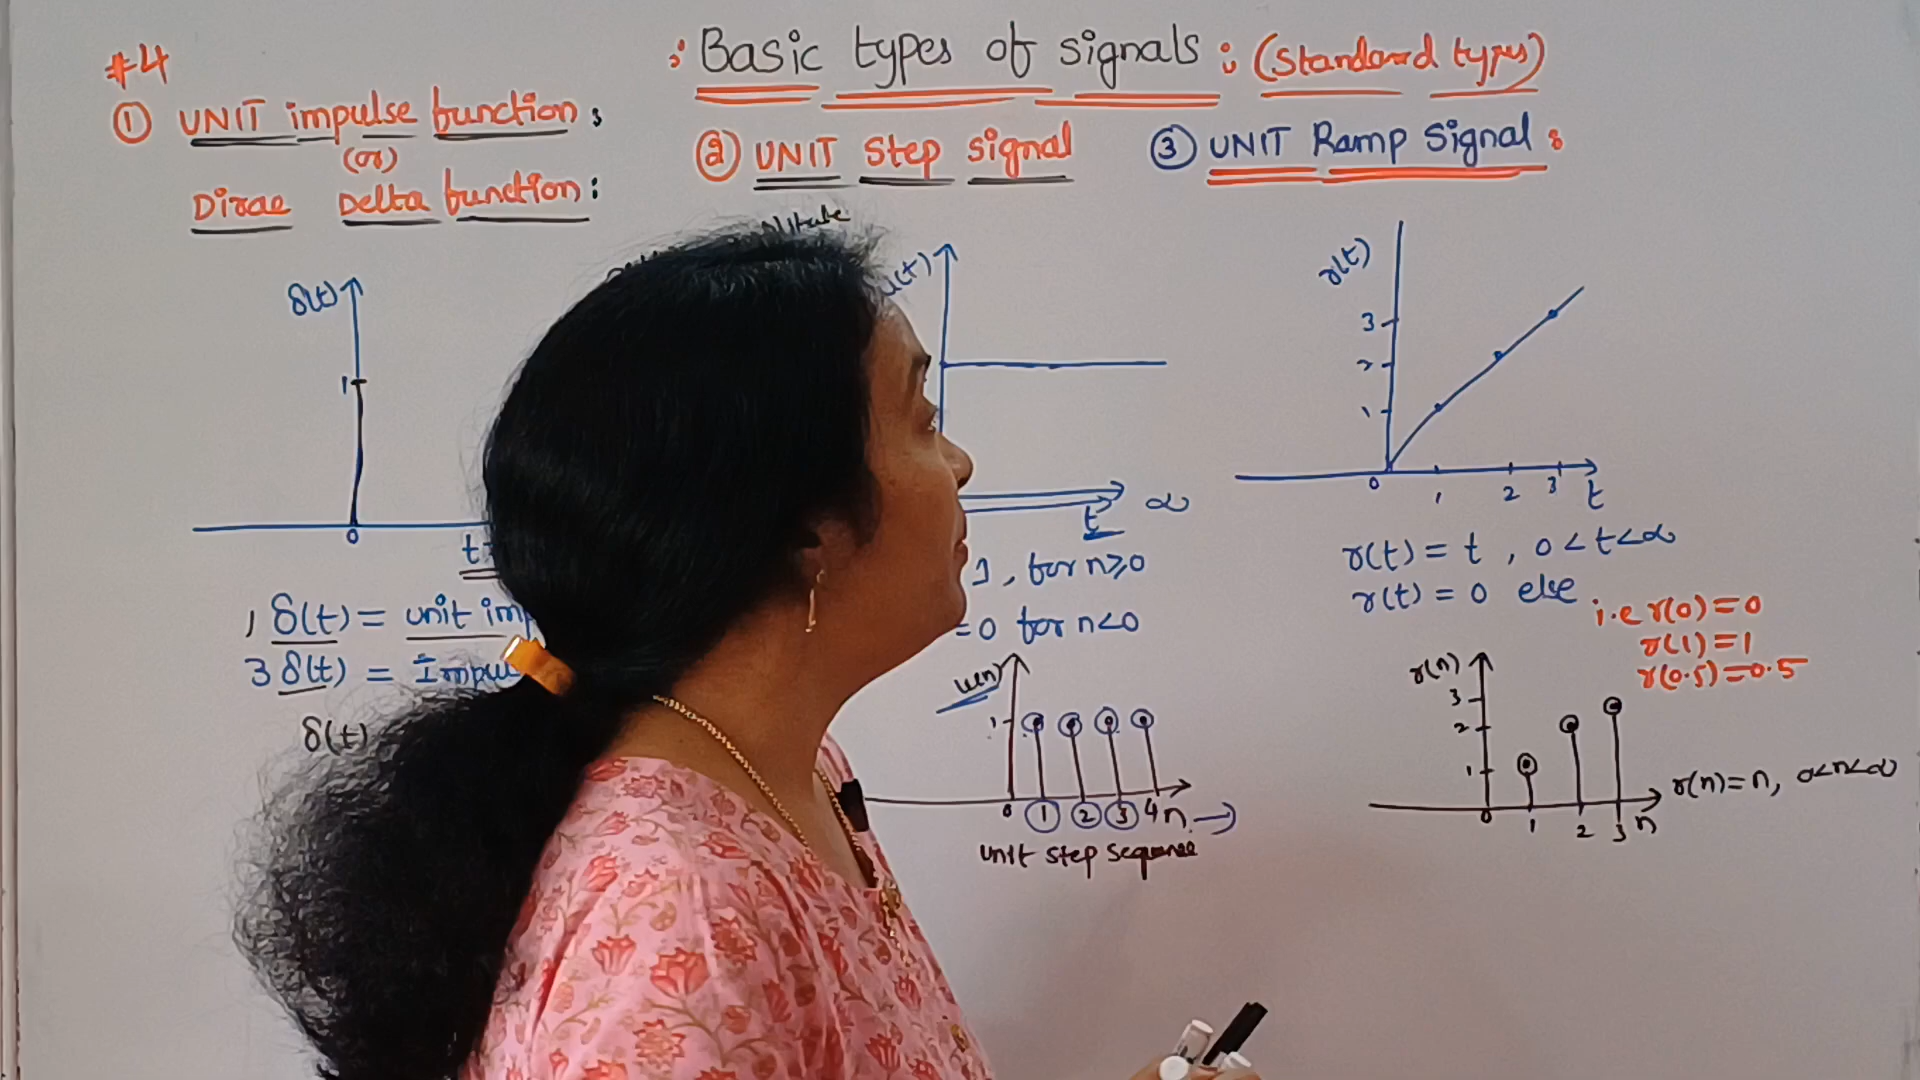 #4
: Basic types of signals : (Standard types)
① UNIT impulse function :
(or)
Dirac Delta function :
② UNIT Step signal
③ UNIT Ramp Signal :
δ(t)
1
0
1 δ(t) = unit
3 δ(t) =
δ(t)
u(t)
t
∞
1, for n≥0
=0 for n<0
u(n)
1
0 ① ② ③ 4 n →
unit step sequence
r(t)
3
2
1
0 1 2 3 t
r(t) = t , 0<t<∞
r(t) = 0 else
i.e r(0)=0
r(1)=1
r(0.5)=0.5
r(n)
3
2
1
0 1 2 3 n
r(n)=n, 0<n<∞